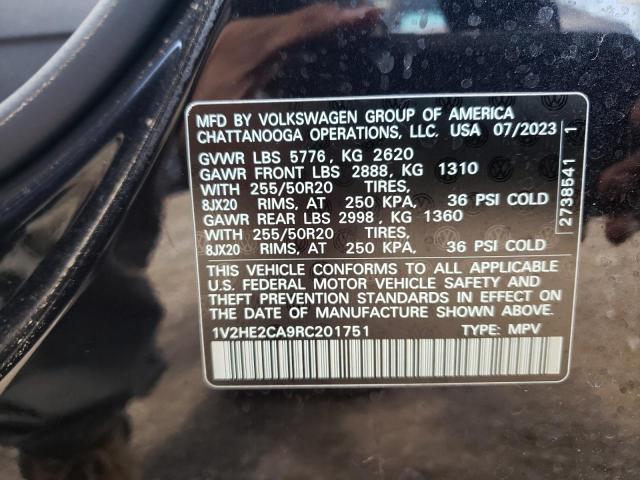 MFD BY VOLKSWAGEN GROUP OF AMERICA
CHATTANOOGA OPERATIONS, LLC. USA 07/2023
GVWR LBS 5776 , KG 2620
GAWR FRONT LBS 2888, KG 1310
WITH 255/50R20 TIRES,
8JX20 RIMS, AT 250 KPA, 36 PSI COLD
GAWR REAR LBS 2998 , KG 1360
WITH 255/50R20 TIRES,
8JX20 RIMS, AT 250 KPA, 36 PSI COLD
THIS VEHICLE CONFORMS TO ALL APPLICABLE
U.S. FEDERAL MOTOR VEHICLE SAFETY AND
THEFT PREVENTION STANDARDS IN EFFECT ON
THE DATE OF MANUFACTURE SHOWN ABOVE.
1V2HE2CA9RC201751 TYPE: MPV
2738541 1